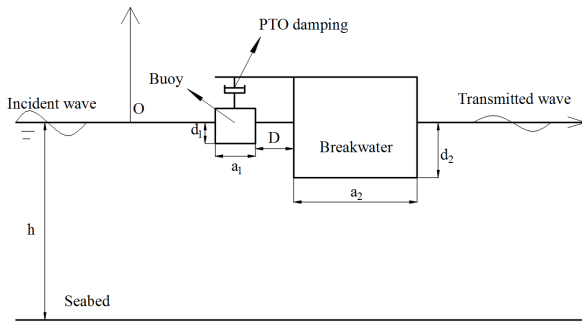 PTO damping
Buoy
Incident wave
O
Transmitted wave
d1
D
Breakwater
d2
a1
a2
h
Seabed